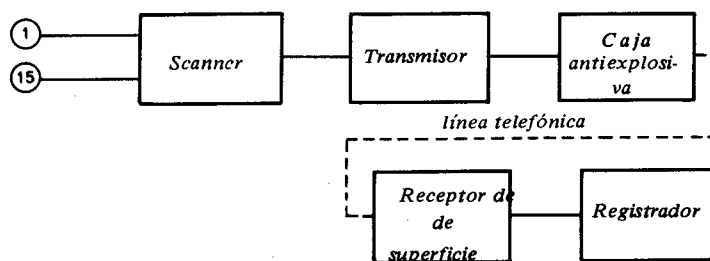 1
15
Scanner
Transmisor
Caja
antiexplosi-
va
línea telefónica
Receptor de
de
superficie
Registrador